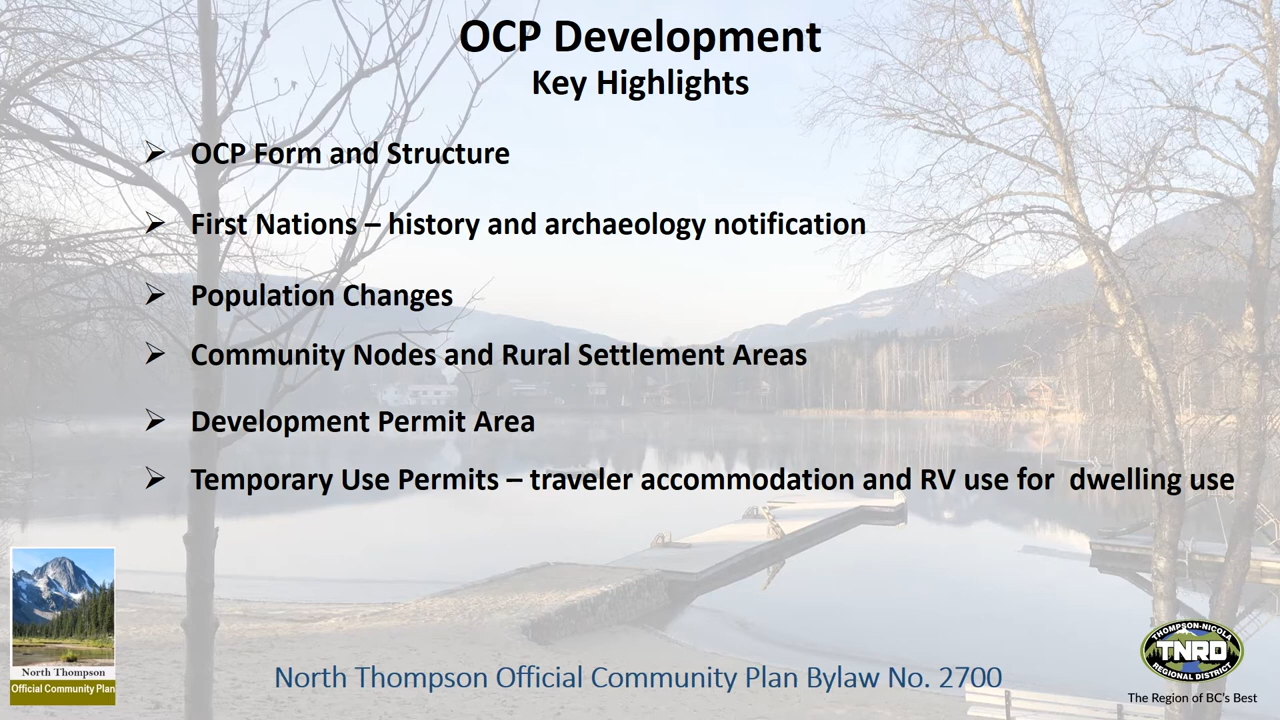 OCP Development
Key Highlights
OCP Form and Structure
First Nations – history and archaeology notification
Population Changes
Community Nodes and Rural Settlement Areas
Development Permit Area
Temporary Use Permits – traveler accommodation and RV use for  dwelling use
North Thompson
Official Community Plan
North Thompson Official Community Plan Bylaw No. 2700
THOMPSON-NICOLA
TNRD
REGIONAL DISTRICT
The Region of BC's Best